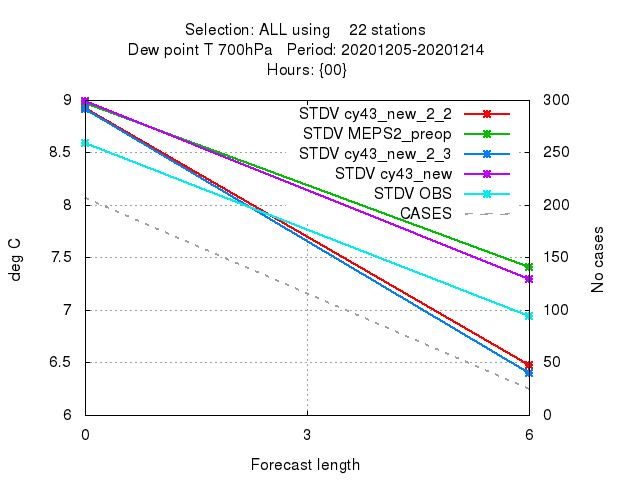 Selection: ALL using    22 stations
Dew point T 700hPa   Period: 20201205-20201214
Hours: {00}
STDV cy43_new_2_2
STDV MEPS2_preop
STDV cy43_new_2_3
STDV cy43_new
STDV OBS
CASES
9
8.5
8
7.5
7
6.5
6
300
250
200
150
100
50
0
deg C
No cases
0
3
6
Forecast length